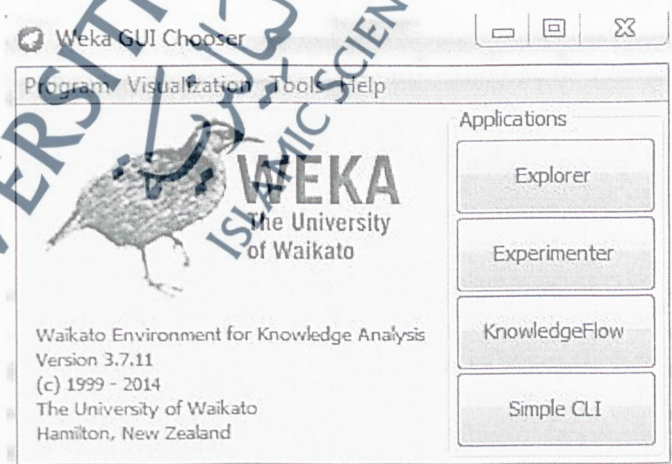 Weka GUI Chooser
Program Visualization Tools Help
WEKA
The University
of Waikato
Waikato Environment for Knowledge Analysis
Version 3.7.11
(c) 1999 - 2014
The University of Waikato
Hamilton, New Zealand
Applications
Explorer
Experimenter
KnowledgeFlow
Simple CLI
ISLAMIC